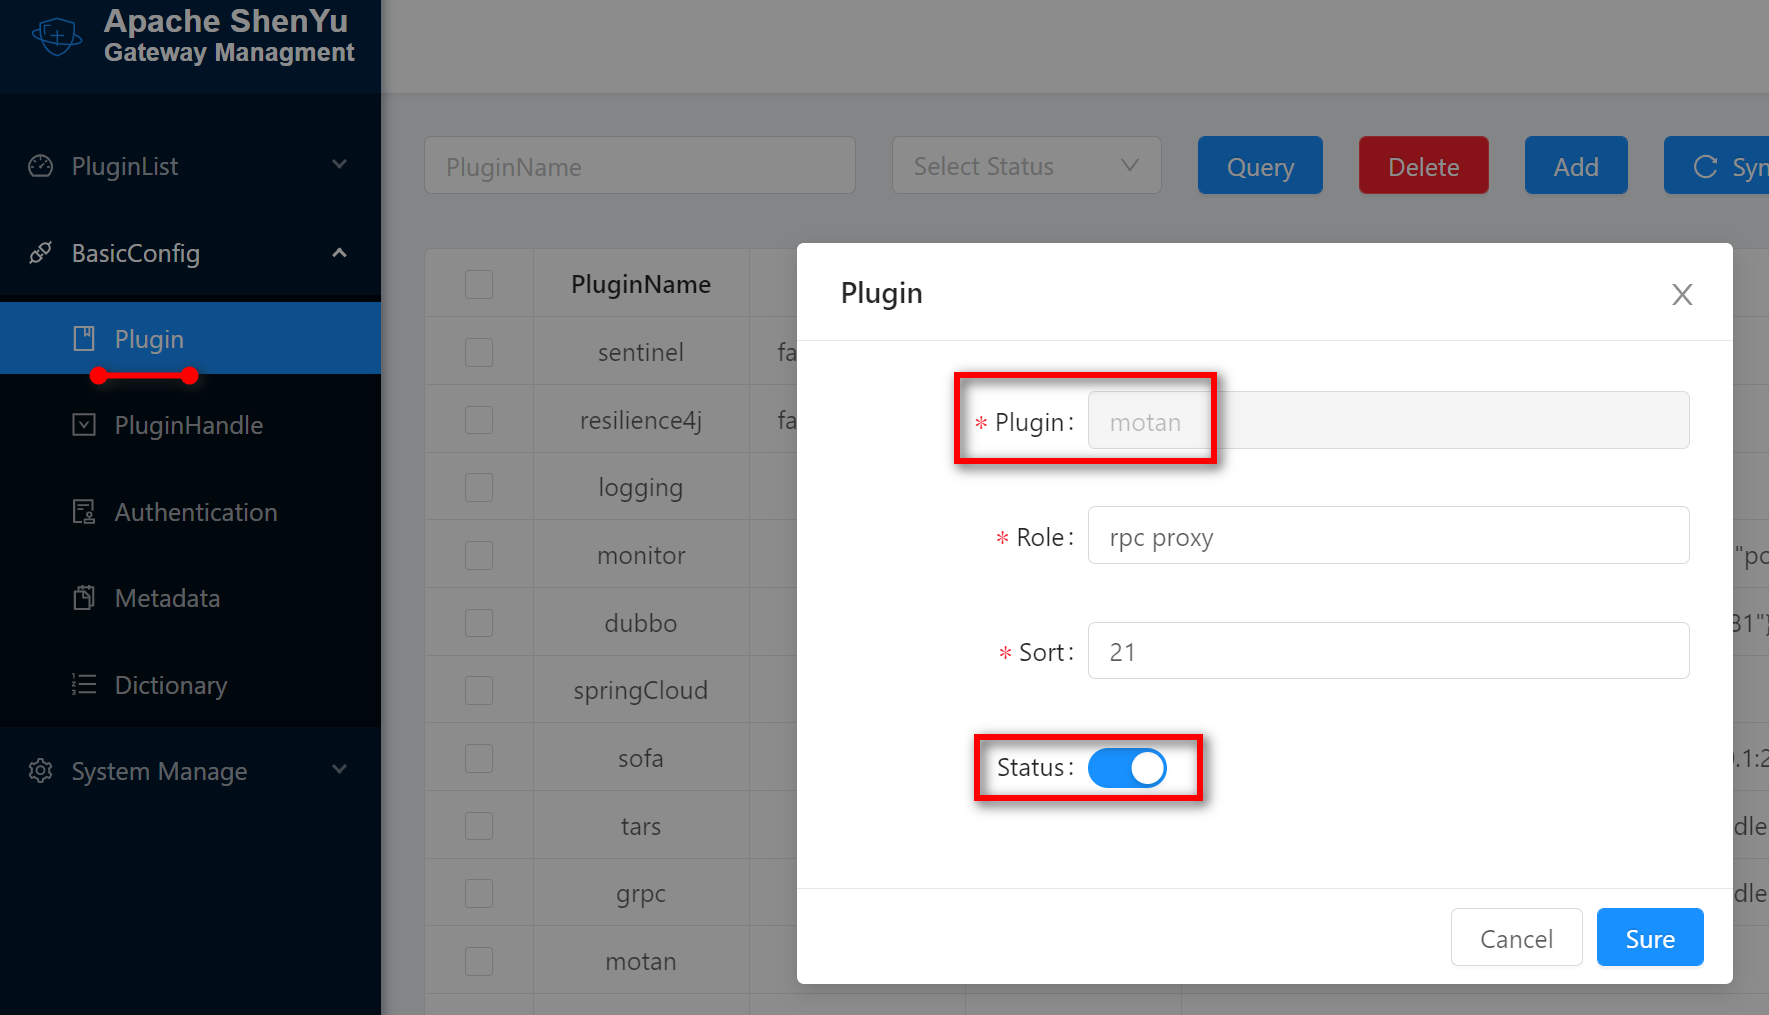 Apache ShenYu
Gateway Managment
PluginList
BasicConfig
Plugin
PluginHandle
Authentication
Metadata
Dictionary
System Manage
PluginName
Select Status
Query
Delete
Add
Syn
PluginName
sentinel
fa
resilience4j
fa
logging
monitor
"po
dubbo
81"}
springCloud
sofa
.1:2
tars
dle
grpc
dle
motan
Plugin
* Plugin: motan
* Role: rpc proxy
* Sort: 21
Status:
Cancel
Sure